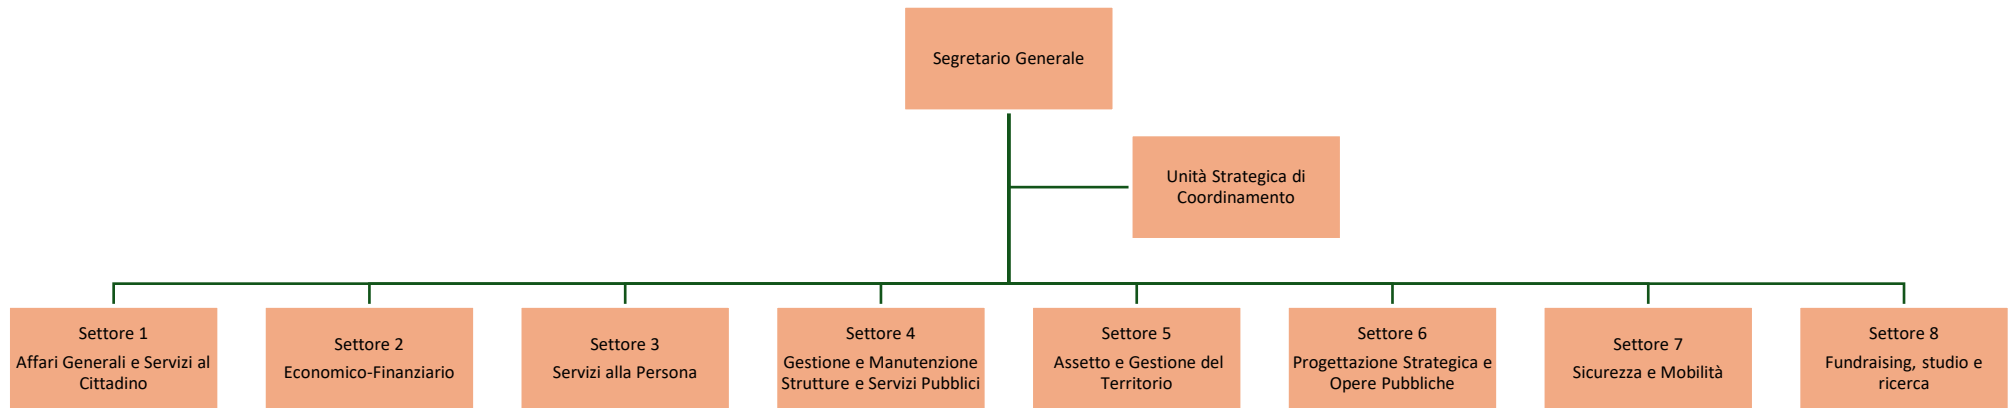 Segretario Generale
Unità Strategica di
Coordinamento
Settore 1
Affari Generali e Servizi al
Cittadino
Settore 2
Economico-Finanziario
Settore 3
Servizi alla Persona
Settore 4
Gestione e Manutenzione
Strutture e Servizi Pubblici
Settore 5
Assetto e Gestione del
Territorio
Settore 6
Progettazione Strategica e
Opere Pubbliche
Settore 7
Sicurezza e Mobilità
Settore 8
Fundraising, studio e
ricerca